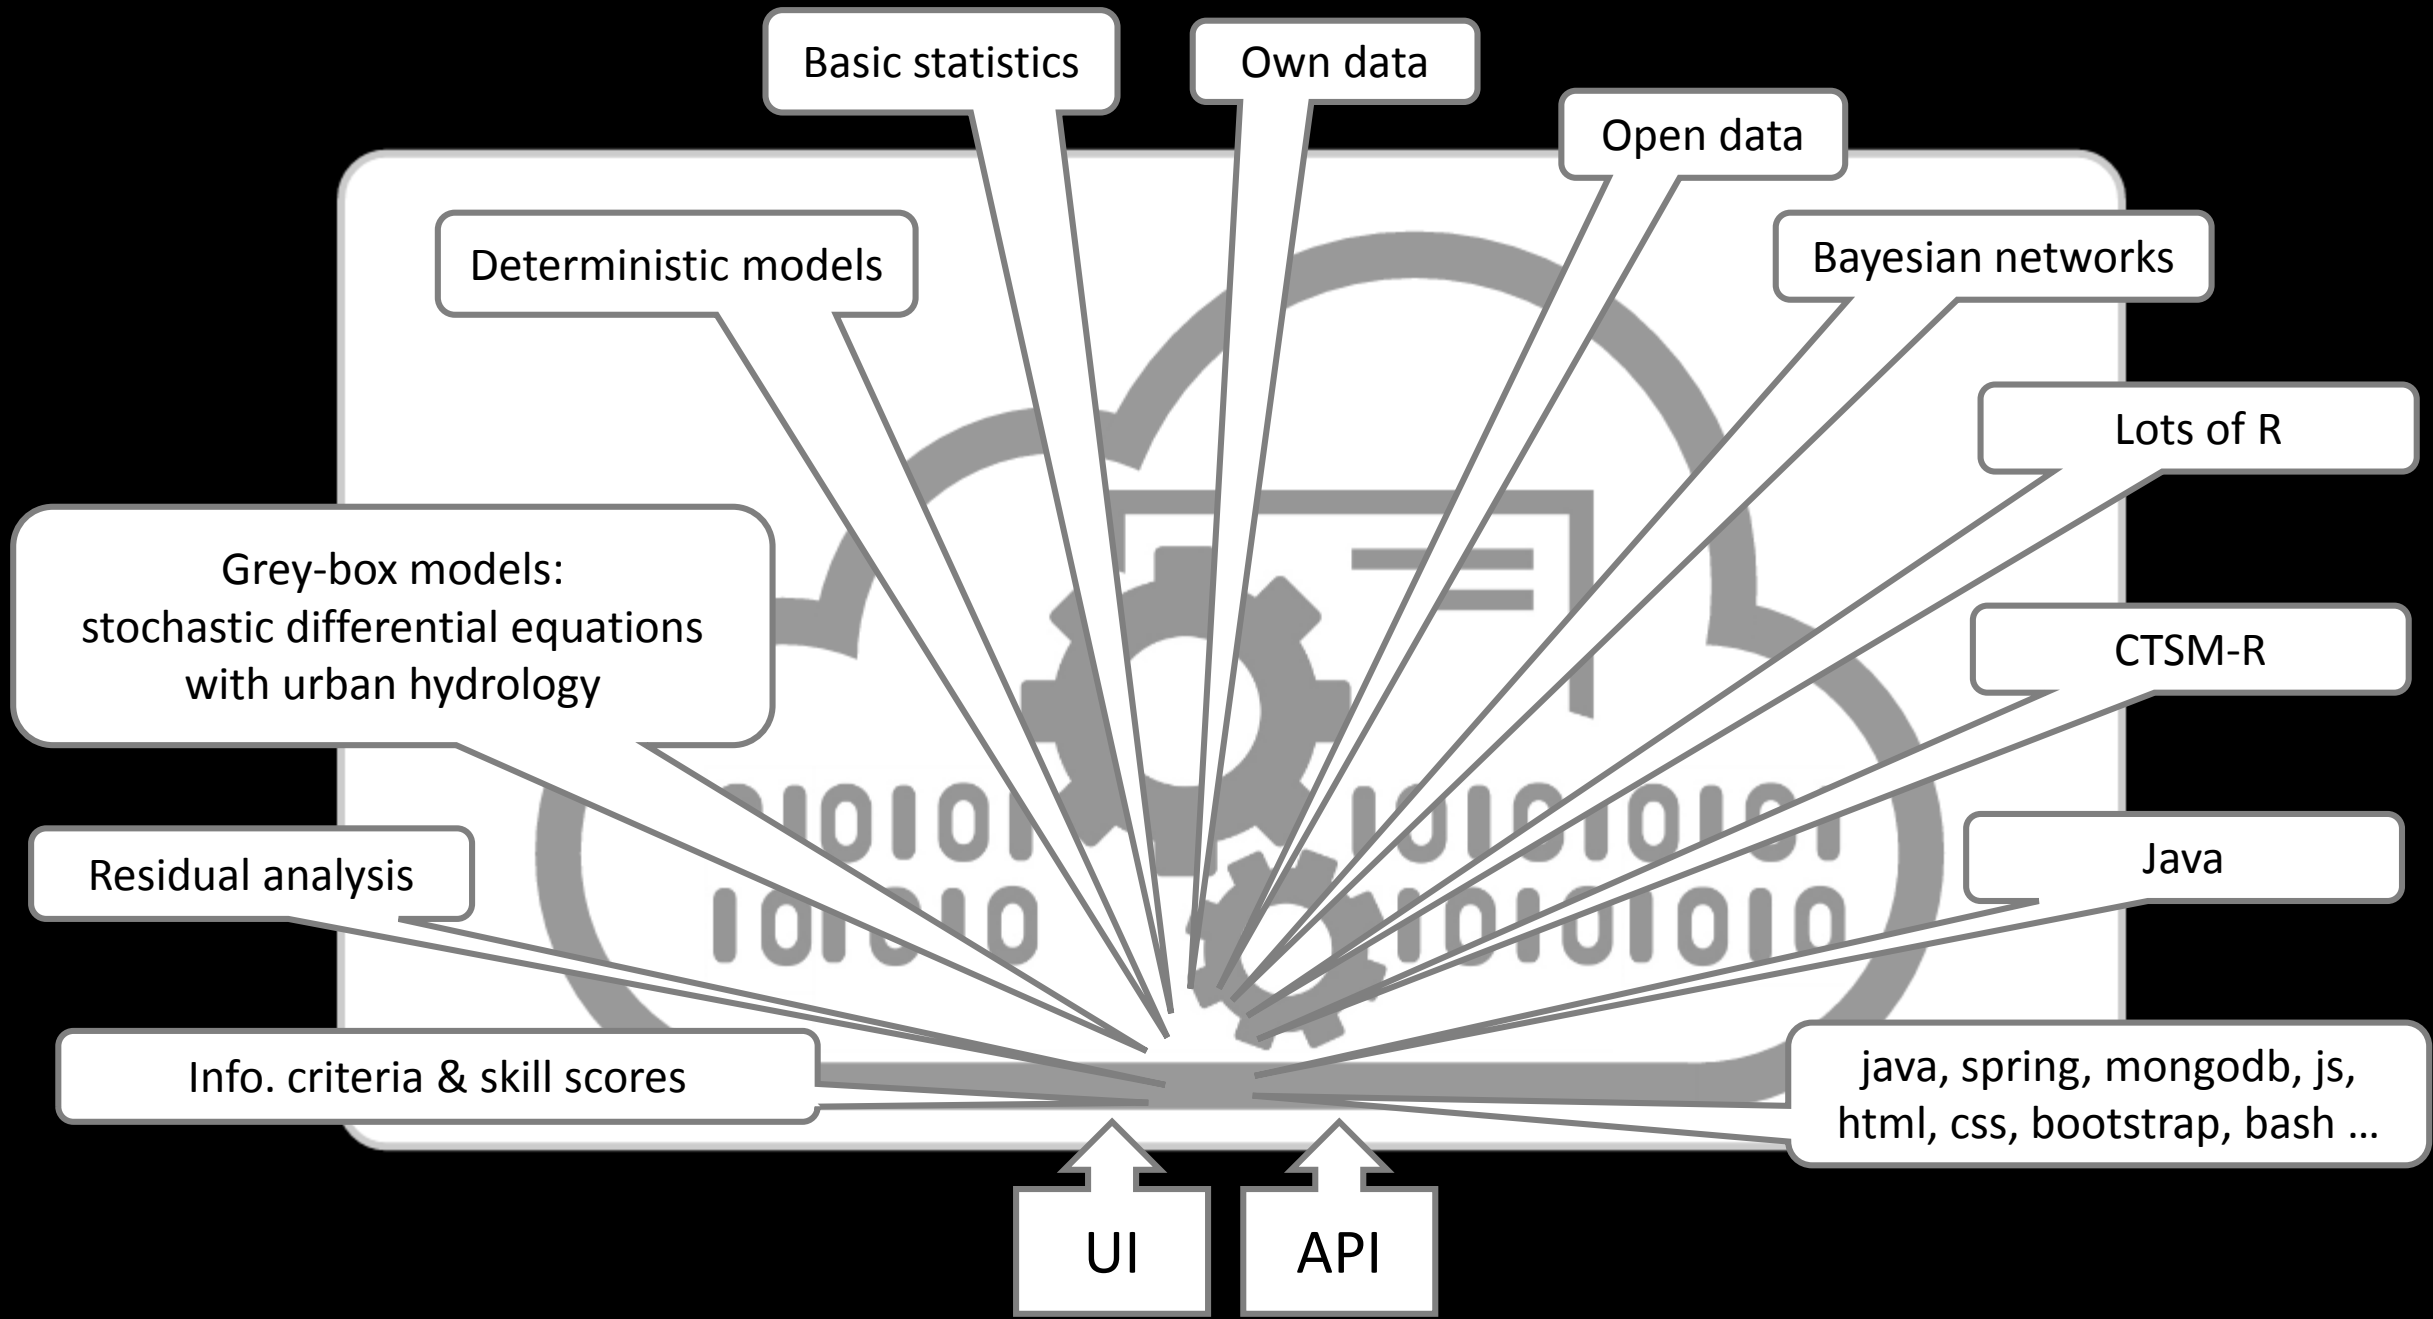 Basic statistics
Own data
Open data
Deterministic models
Bayesian networks
Lots of R
Grey-box models:
stochastic differential equations
with urban hydrology
CTSM-R
Residual analysis
Java
Info. criteria & skill scores
java, spring, mongodb, js,
html, css, bootstrap, bash ...
UI
API